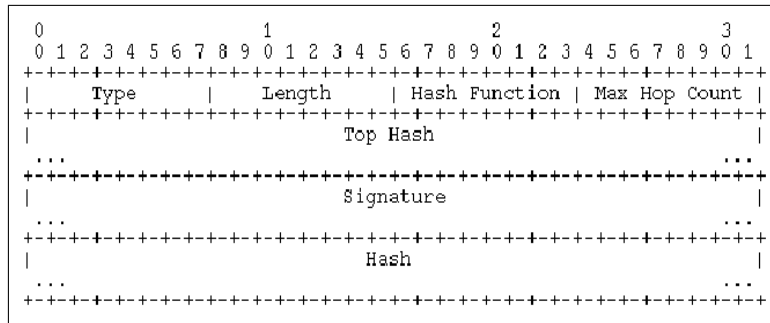 0                   1                   2                   3
0 1 2 3 4 5 6 7 8 9 0 1 2 3 4 5 6 7 8 9 0 1 2 3 4 5 6 7 8 9 0 1
+-+-+-+-+-+-+-+-+-+-+-+-+-+-+-+-+-+-+-+-+-+-+-+-+-+-+-+-+-+-+-+-+
| Type | Length | Hash Function | Max Hop Count |
+-+-+-+-+-+-+-+-+-+-+-+-+-+-+-+-+-+-+-+-+-+-+-+-+-+-+-+-+-+-+-+-+
| Top Hash |
... ...
+-+-+-+-+-+-+-+-+-+-+-+-+-+-+-+-+-+-+-+-+-+-+-+-+-+-+-+-+-+-+-+-+
| Signature |
... ...
+-+-+-+-+-+-+-+-+-+-+-+-+-+-+-+-+-+-+-+-+-+-+-+-+-+-+-+-+-+-+-+-+
| Hash |
... ...
+-+-+-+-+-+-+-+-+-+-+-+-+-+-+-+-+-+-+-+-+-+-+-+-+-+-+-+-+-+-+-+-+